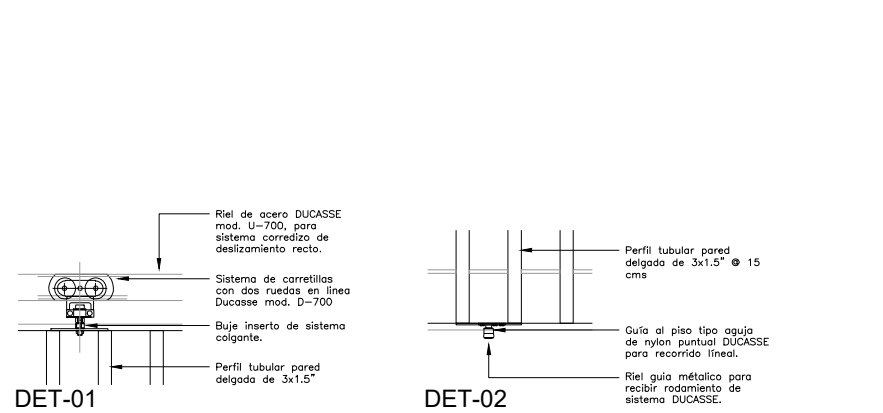 Riel de acero DUCASSE
mod. U-700, para
sistema corredizo de
deslizamiento recto.
Sistema de carretillas
con dos ruedas en linea
Ducasse mod. D-700
Buje inserto de sistema
colgante.
Perfil tubular pared
delgada de 3x1.5"
DET-01
Perfil tubular pared
delgada de 3x1.5" @ 15
cms
Guía al piso tipo aguja
de nylon puntual DUCASSE
para recorrido líneal.
Riel guia métalico para
recibir rodamiento de
sistema DUCASSE.
DET-02